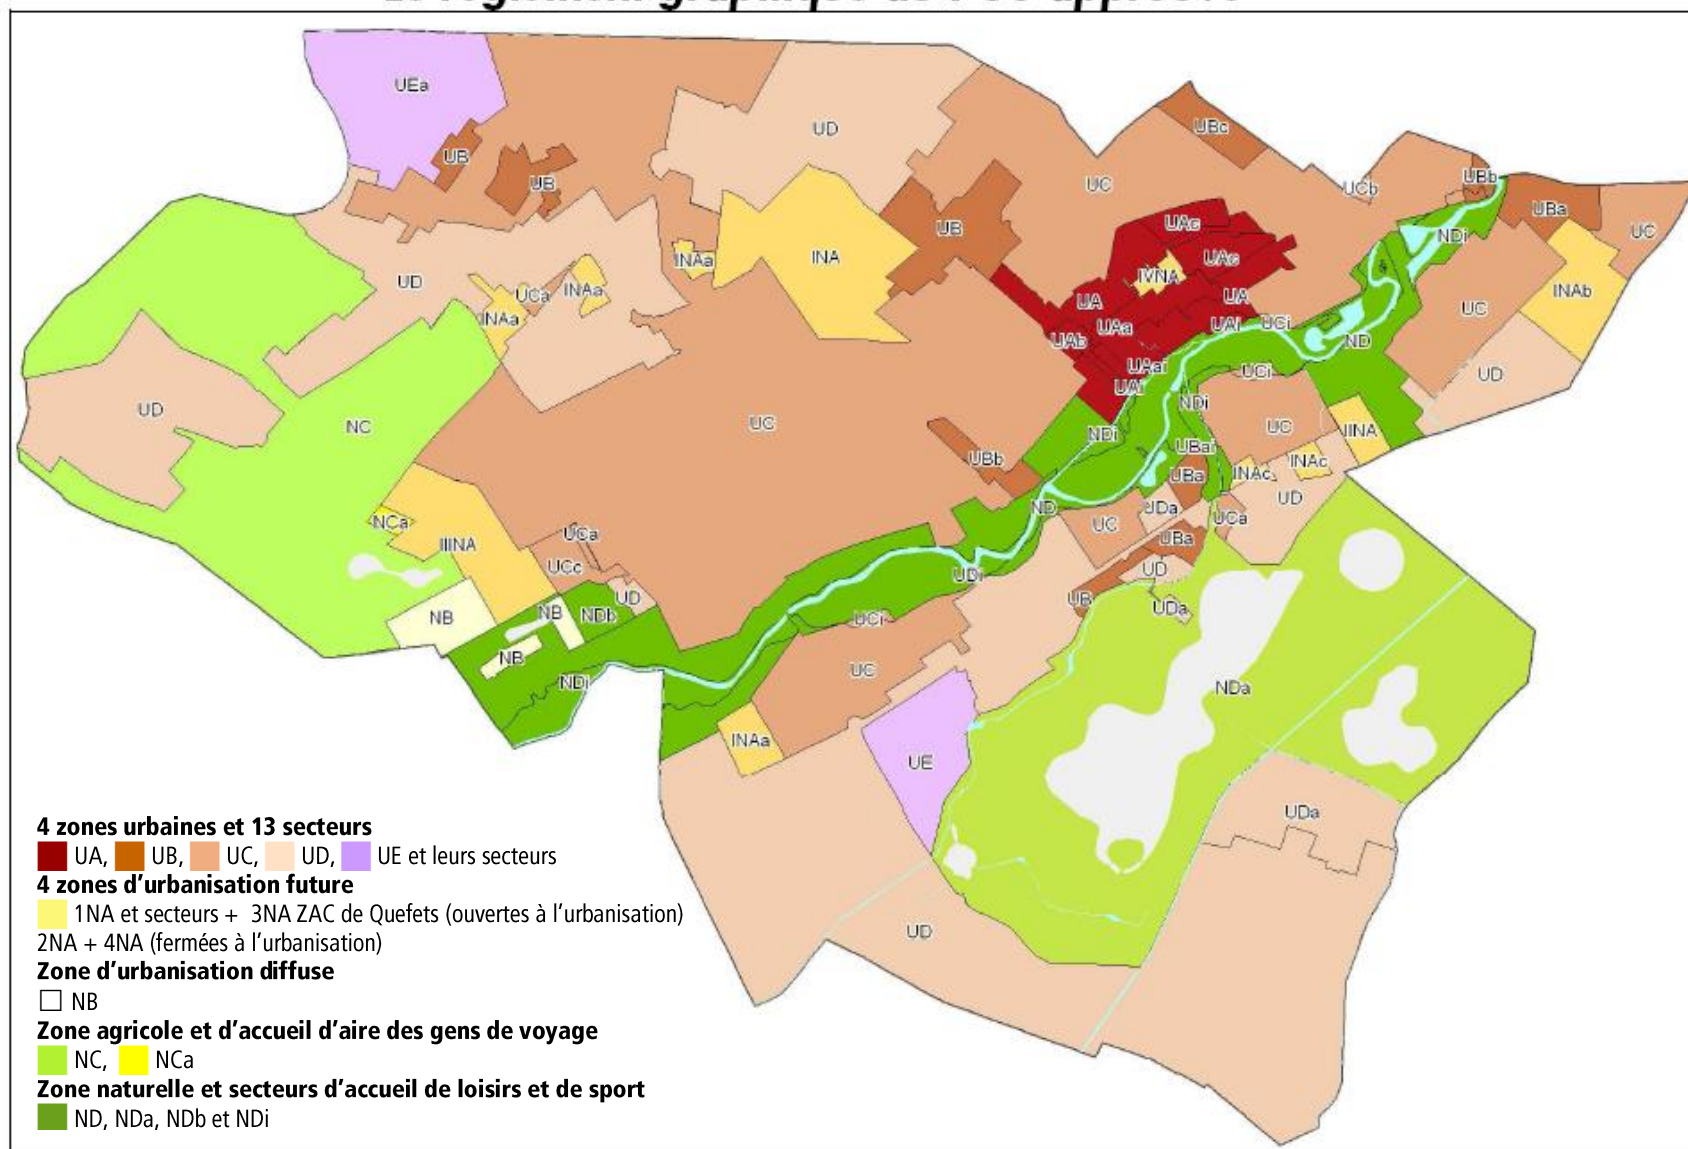 UEa
UD
UBc
UB
UB
UC
UCb
UBb
UBa
UAc
UB
NDi
UC
UAc
INAa
INA
IVNA
UD
UCa
INAa
INAb
UA
UA
UC
INAa
UAa
UAi
UCi
UAb
ND
UAai
UCi
UD
UAi
NDi
UD
NC
UC
UC
IINA
NDi
UBai
UBb
INAc
INAc
UBa
UD
ND
UDa
NCa
UC
UCa
UCa
IIINA
UBa
UCc
UDi
UD
UD
UB
UDa
NB
NB
NDb
UCi
NB
UC
NDi
NDa
INAa
UE
UDa
UD
4 zones urbaines et 13 secteurs
UA, UB, UC, UD, UE et leurs secteurs
4 zones d'urbanisation future
1NA et secteurs + 3NA ZAC de Quefets (ouvertes à l'urbanisation)
2NA + 4NA (fermées à l'urbanisation)
Zone d'urbanisation diffuse
NB
Zone agricole et d'accueil d'aire des gens de voyage
NC, NCa
Zone naturelle et secteurs d'accueil de loisirs et de sport
ND, NDa, NDb et NDi